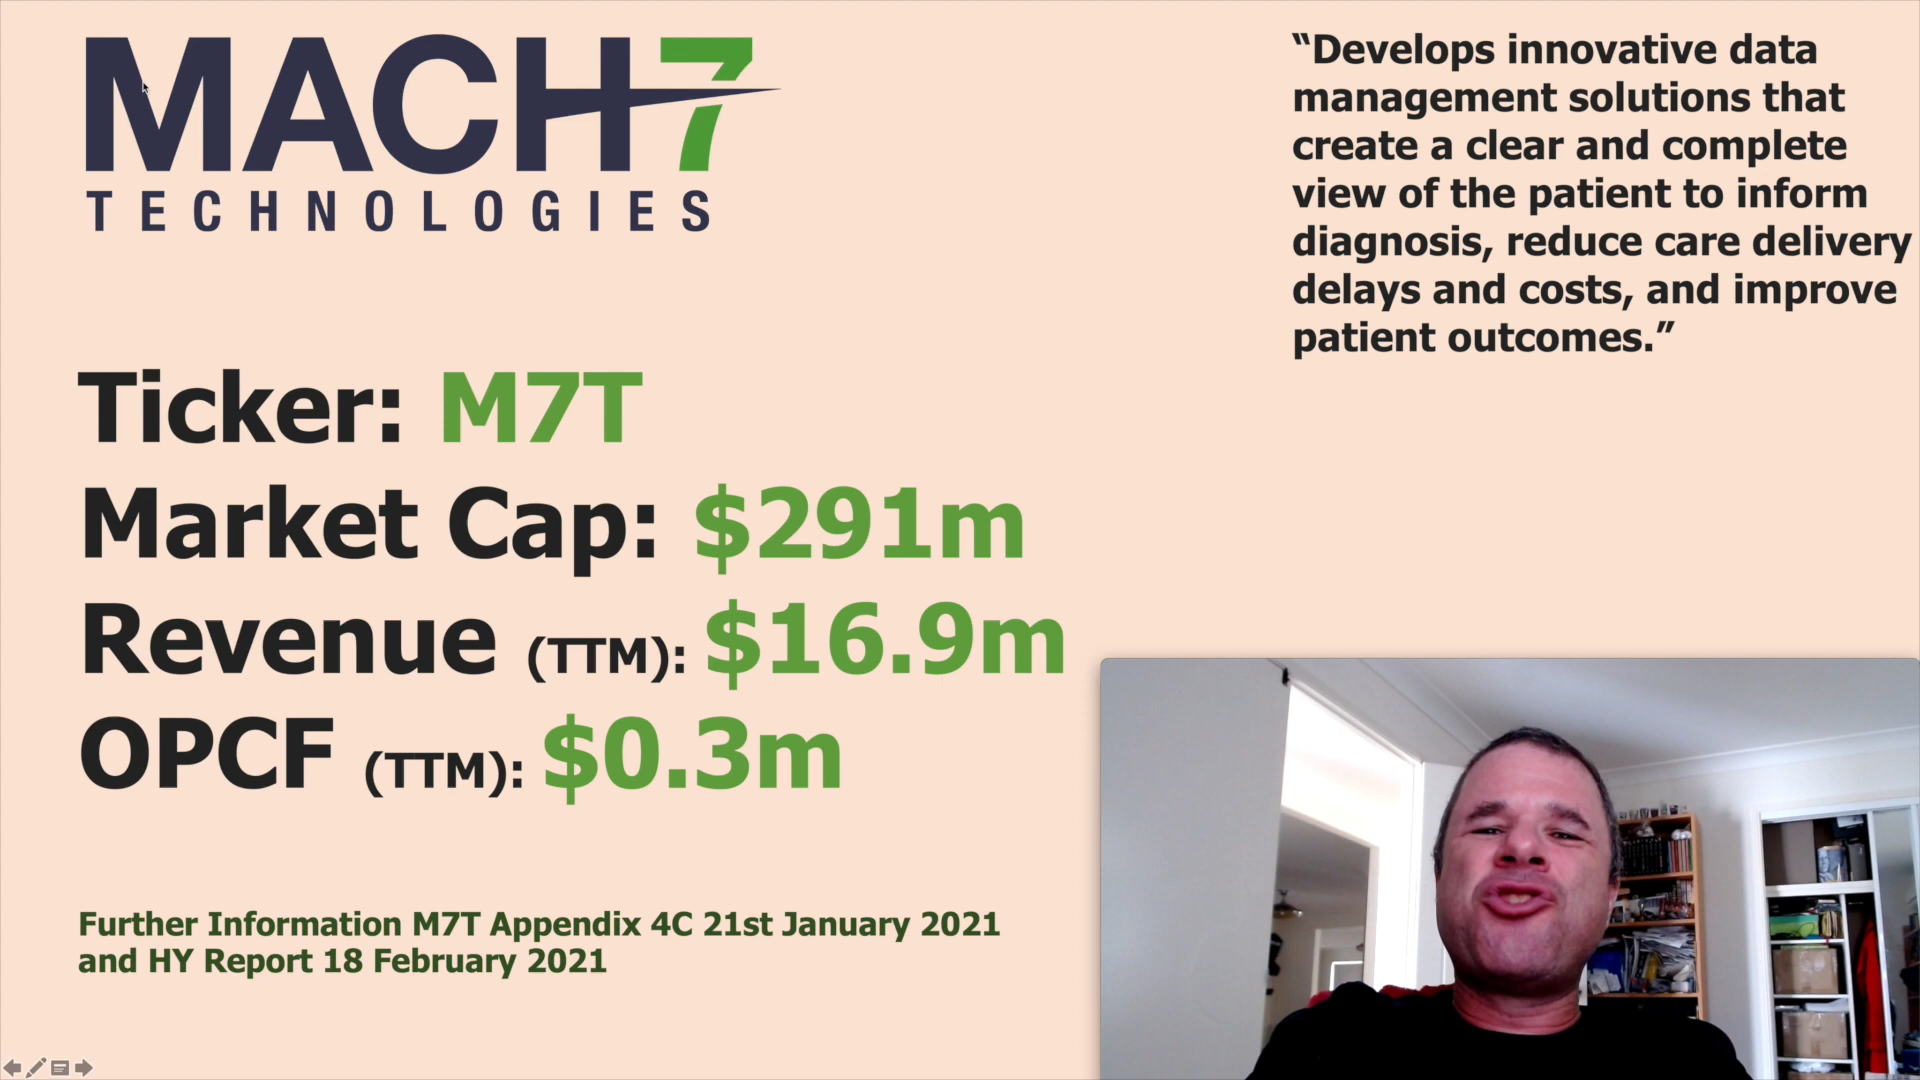 MACH7
TECHNOLOGIES
“Develops innovative data
management solutions that
create a clear and complete
view of the patient to inform
diagnosis, reduce care delivery
delays and costs, and improve
patient outcomes.”
Ticker: M7T
Market Cap: $291m
Revenue (TTM): $16.9m
OPCF (TTM): $0.3m
Further Information M7T Appendix 4C 21st January 2021
and HY Report 18 February 2021